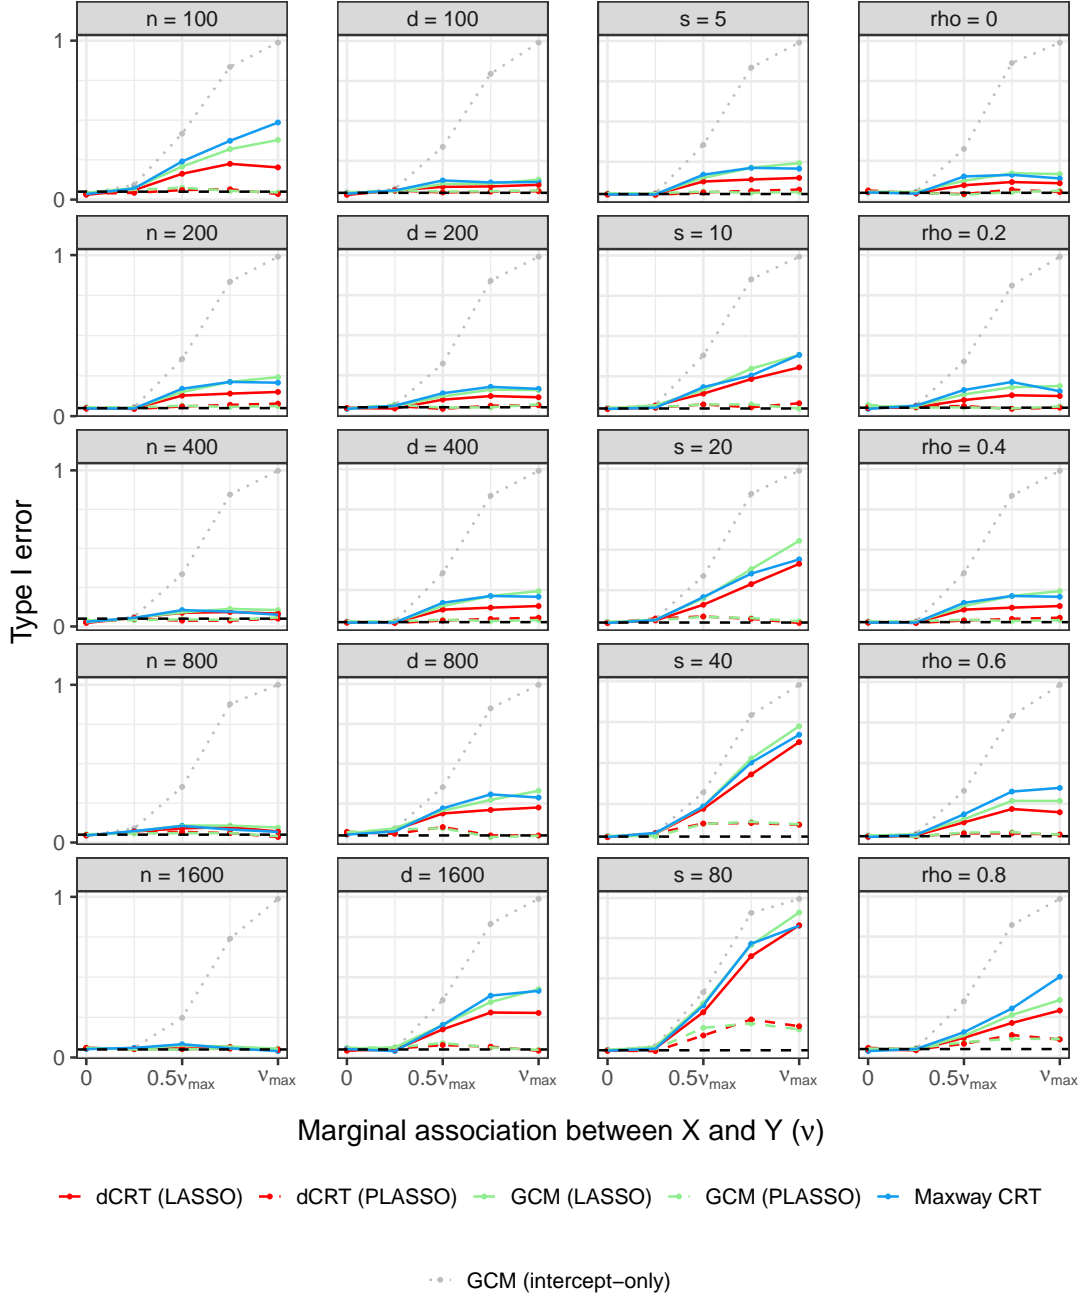 n = 100
d = 100
s = 5
rho = 0
1
0
n = 200
d = 200
s = 10
rho = 0.2
1
0
n = 400
d = 400
s = 20
rho = 0.4
1
0
n = 800
d = 800
s = 40
rho = 0.6
1
0
n = 1600
d = 1600
s = 80
rho = 0.8
1
0
Type I error
0 0.5νmax νmax
0 0.5νmax νmax
0 0.5νmax νmax
0 0.5νmax νmax
Marginal association between X and Y (ν)
dCRT (LASSO) dCRT (PLASSO) GCM (LASSO) GCM (PLASSO) Maxway CRT
GCM (intercept−only)